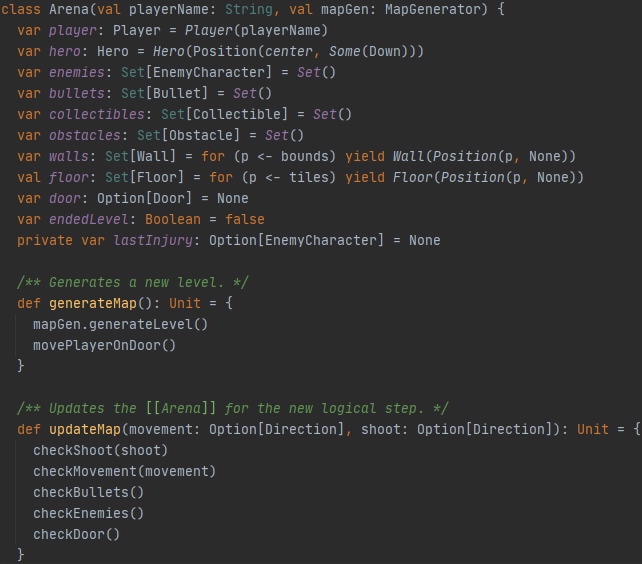 class Arena(val playerName: String, val mapGen: MapGenerator) {
  var player: Player = Player(playerName)
  var hero: Hero = Hero(Position(center, Some(Down)))
  var enemies: Set[EnemyCharacter] = Set()
  var bullets: Set[Bullet] = Set()
  var collectibles: Set[Collectible] = Set()
  var obstacles: Set[Obstacle] = Set()
  var walls: Set[Wall] = for (p <- bounds) yield Wall(Position(p, None))
  val floor: Set[Floor] = for (p <- tiles) yield Floor(Position(p, None))
  var door: Option[Door] = None
  var endedLevel: Boolean = false
  private var lastInjury: Option[EnemyCharacter] = None

  /** Generates a new level. */
  def generateMap(): Unit = {
    mapGen.generateLevel()
    movePlayerOnDoor()
  }

  /** Updates the [[Arena]] for the new logical step. */
  def updateMap(movement: Option[Direction], shoot: Option[Direction]): Unit = {
    checkShoot(shoot)
    checkMovement(movement)
    checkBullets()
    checkEnemies()
    checkDoor()
  }